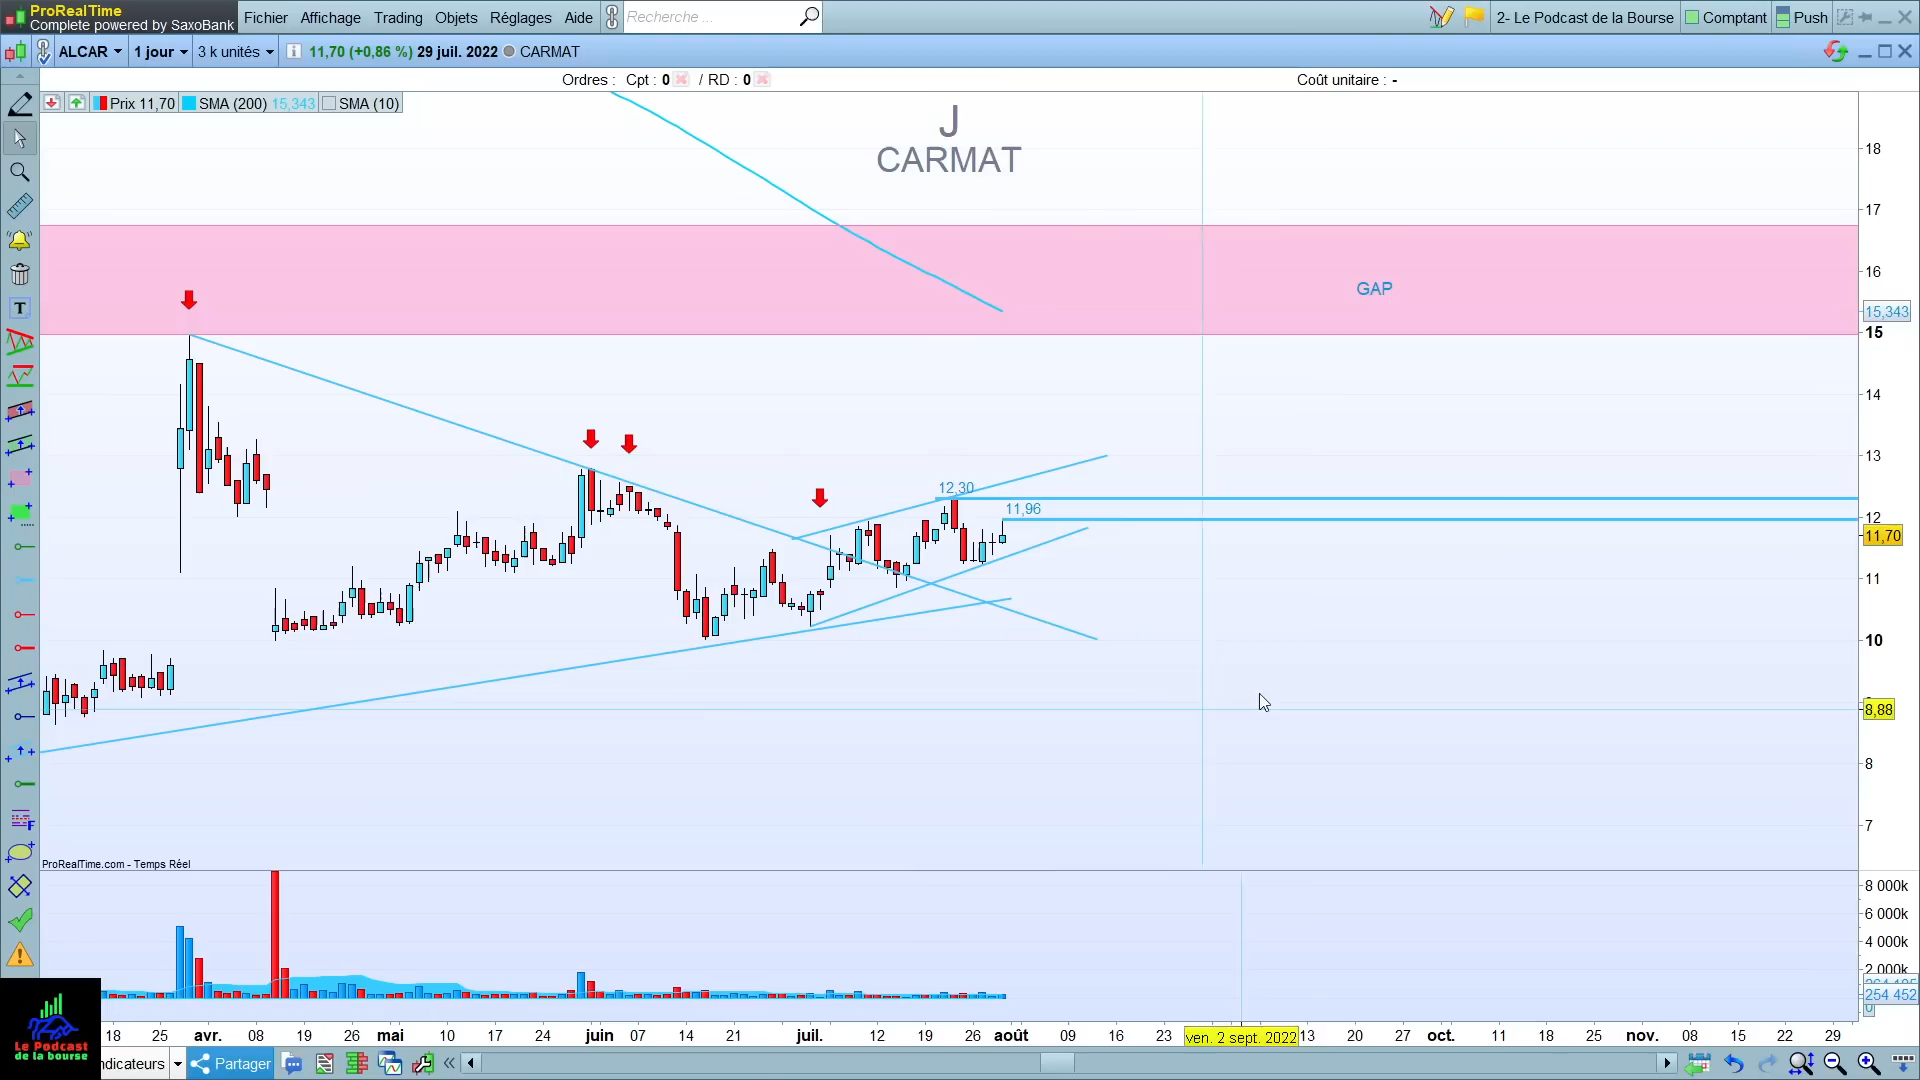 ProRealTime
Complete powered by SaxoBank
Fichier Affichage Trading Objets Réglages Aide Recherche ... 2- Le Podcast de la Bourse Comptant Push
ALCAR 1 jour 3 k unités 11,70 (+0,86 %) 29 juil. 2022 CARMAT
Ordres : Cpt : 0 / RD : 0 Coût unitaire : -
Prix 11,70 SMA (200) 15,343 SMA (10)
J
CARMAT
18
17
16
GAP
15,343
15
14
13
12,30
11,96
12
11,70
11
10
8,88
8
7
ProRealTime.com - Temps Réel
8 000k
6 000k
4 000k
2 000k
254 452
0
18 25 avr. 08 19 26 mai 10 17 24 juin 07 14 21 juil. 12 19 26 août 09 16 23 ven. 2 sept. 2022 13 20 27 oct. 11 18 25 nov. 08 15 22 29
Le Podcast
de la bourse
ndicateurs Partager